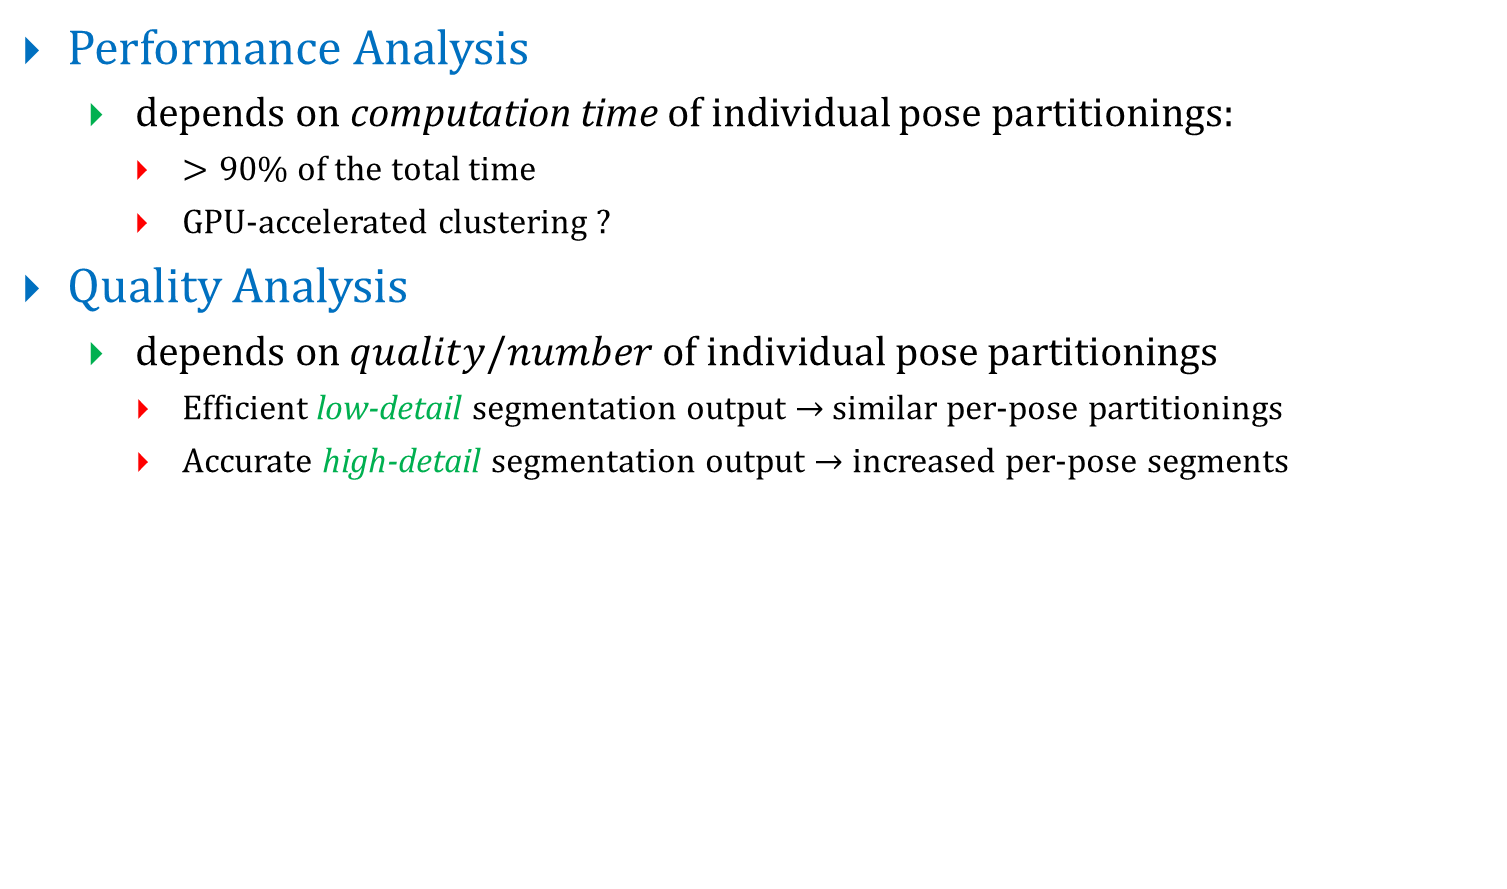 Performance Analysis
depends on computation time of individual pose partitionings:
> 90% of the total time
GPU-accelerated clustering ?
Quality Analysis
depends on quality/number of individual pose partitionings
Efficient low-detail segmentation output → similar per-pose partitionings
Accurate high-detail segmentation output → increased per-pose segments